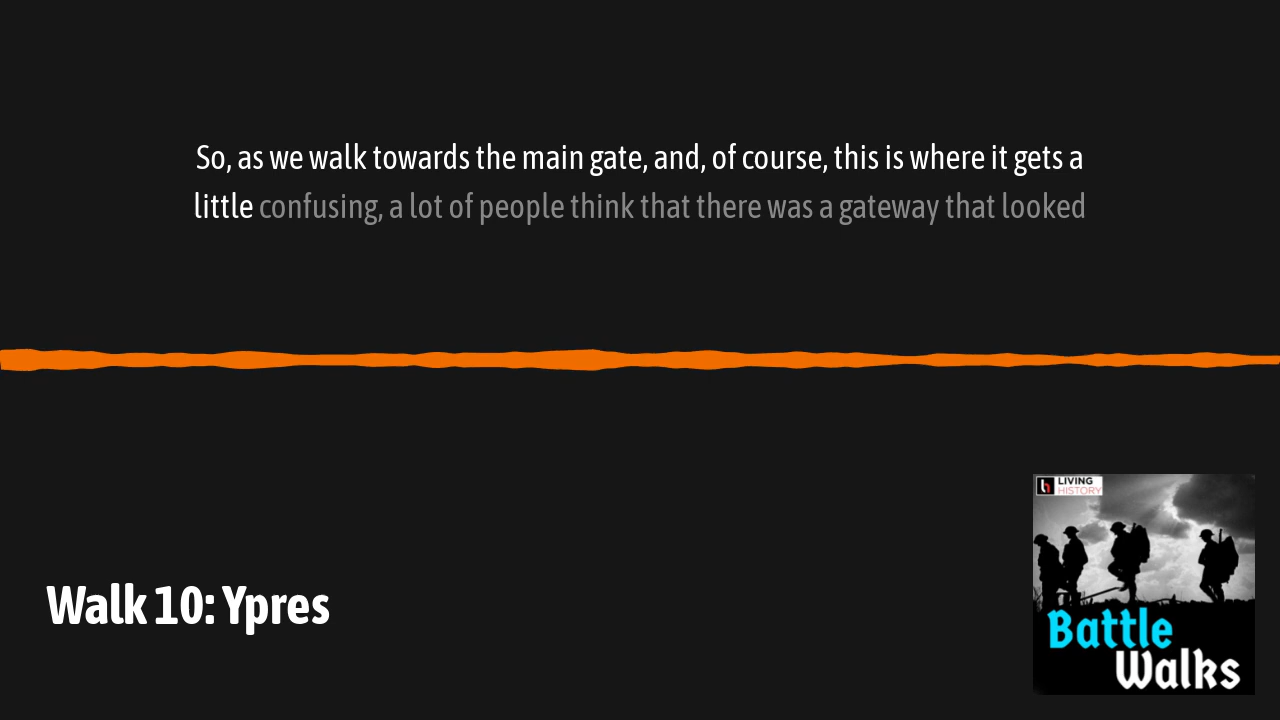 So, as we walk towards the main gate, and, of course, this is where it gets a
little confusing, a lot of people think that there was a gateway that looked
LIVING
HISTORY
Walk 10: Ypres
Battle
Walks